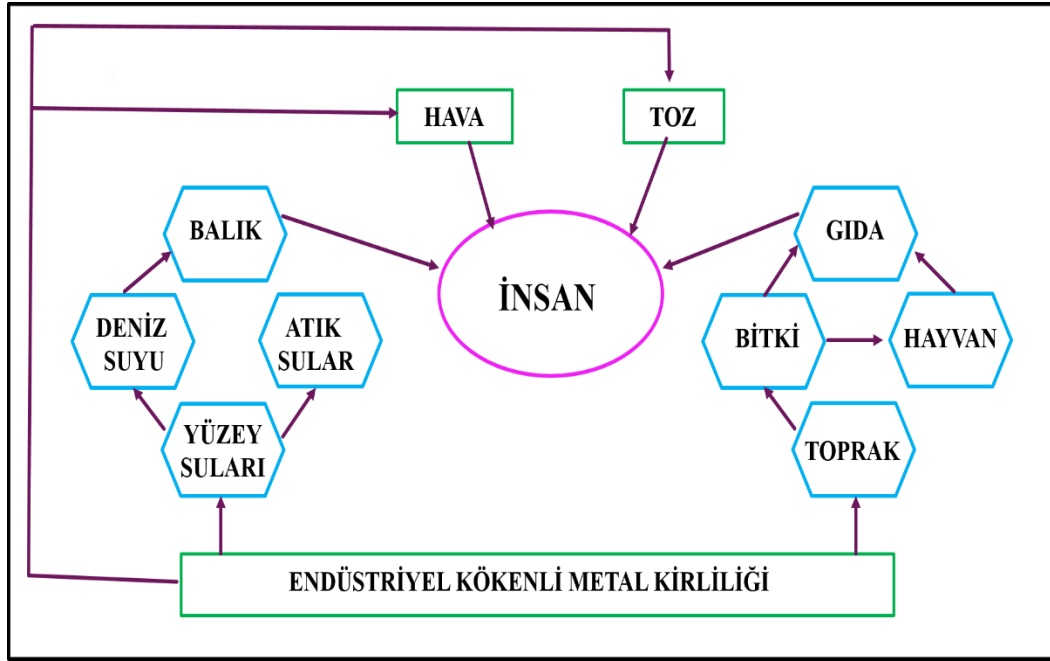 HAVA
TOZ
BALIK
GIDA
İNSAN
DENİZ
SUYU
ATIK
SULAR
BİTKİ
HAYVAN
YÜZEY
SULARI
TOPRAK
ENDÜSTRİYEL KÖKENLİ METAL KİRLİLİĞİ